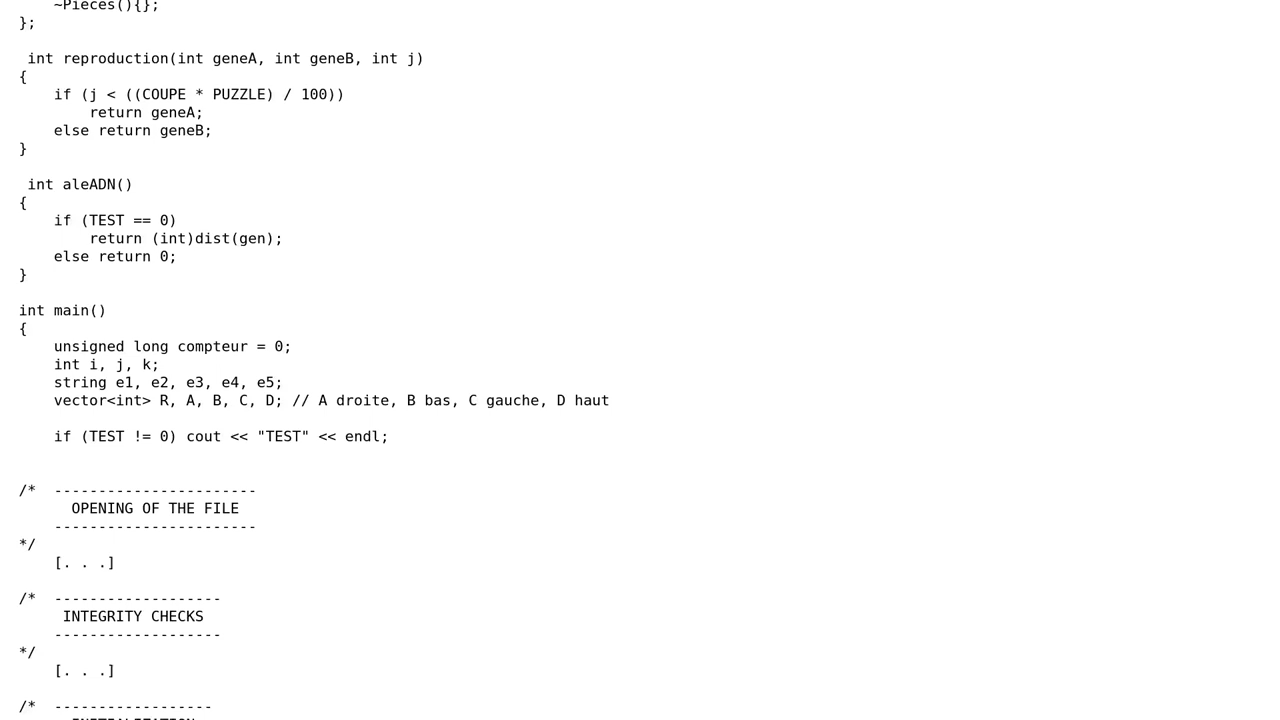 ~Pieces(){};
};

 int reproduction(int geneA, int geneB, int j)
{
    if (j < ((COUPE * PUZZLE) / 100))
        return geneA;
    else return geneB;
}

 int aleADN()
{
    if (TEST == 0)
        return (int)dist(gen);
    else return 0;
}

int main()
{
    unsigned long compteur = 0;
    int i, j, k;
    string e1, e2, e3, e4, e5;
    vector<int> R, A, B, C, D; // A droite, B bas, C gauche, D haut

    if (TEST != 0) cout << "TEST" << endl;


/*  -----------------------
      OPENING OF THE FILE
    -----------------------
*/
    [. . .]

/*  -------------------
     INTEGRITY CHECKS
    -------------------
*/
    [. . .]

/*  ------------------
      INITIALIZATION